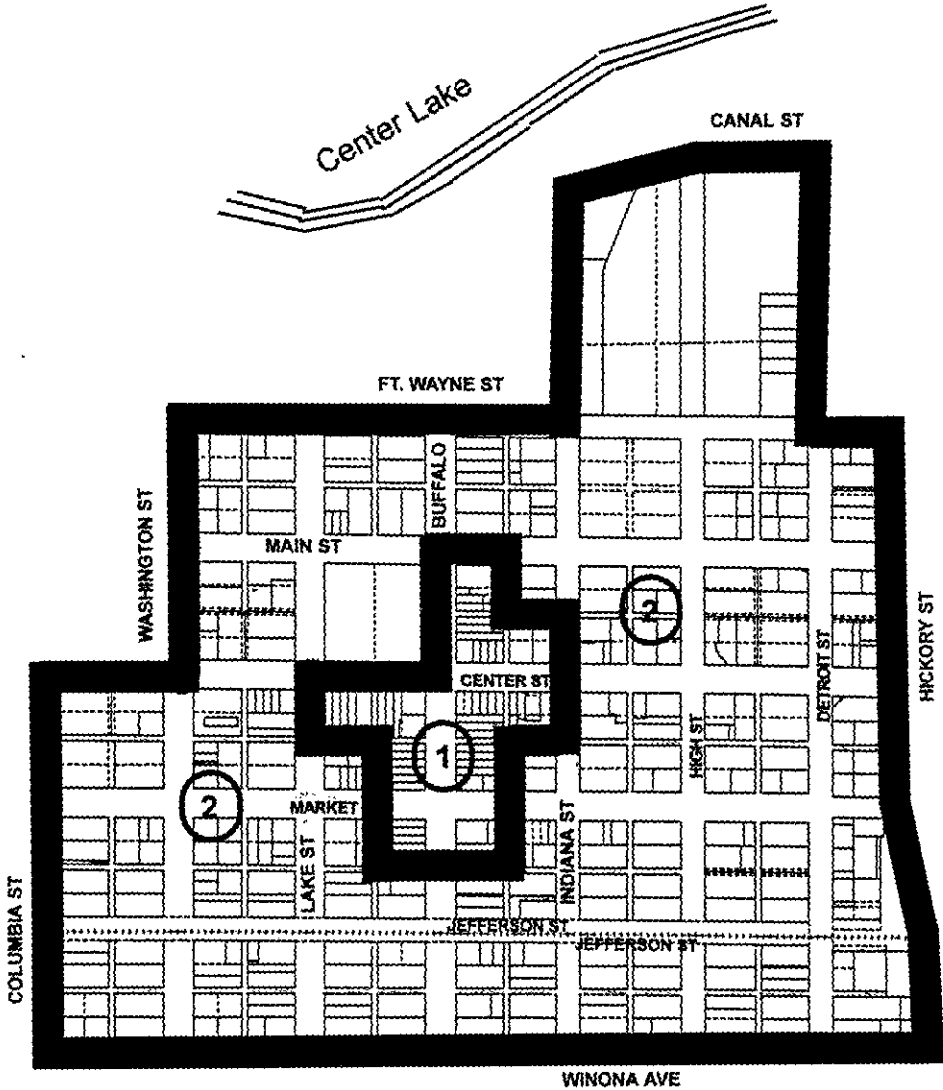 Center Lake
CANAL ST
FT. WAYNE ST
BUFFALO
WASHINGTON ST
MAIN ST
2
HICKORY ST
DETROIT ST
CENTER ST
HIGH ST
1
2
MARKET
INDIANA ST
LAKE ST
COLUMBIA ST
JEFFERSON ST
JEFFERSON ST
WINONA AVE